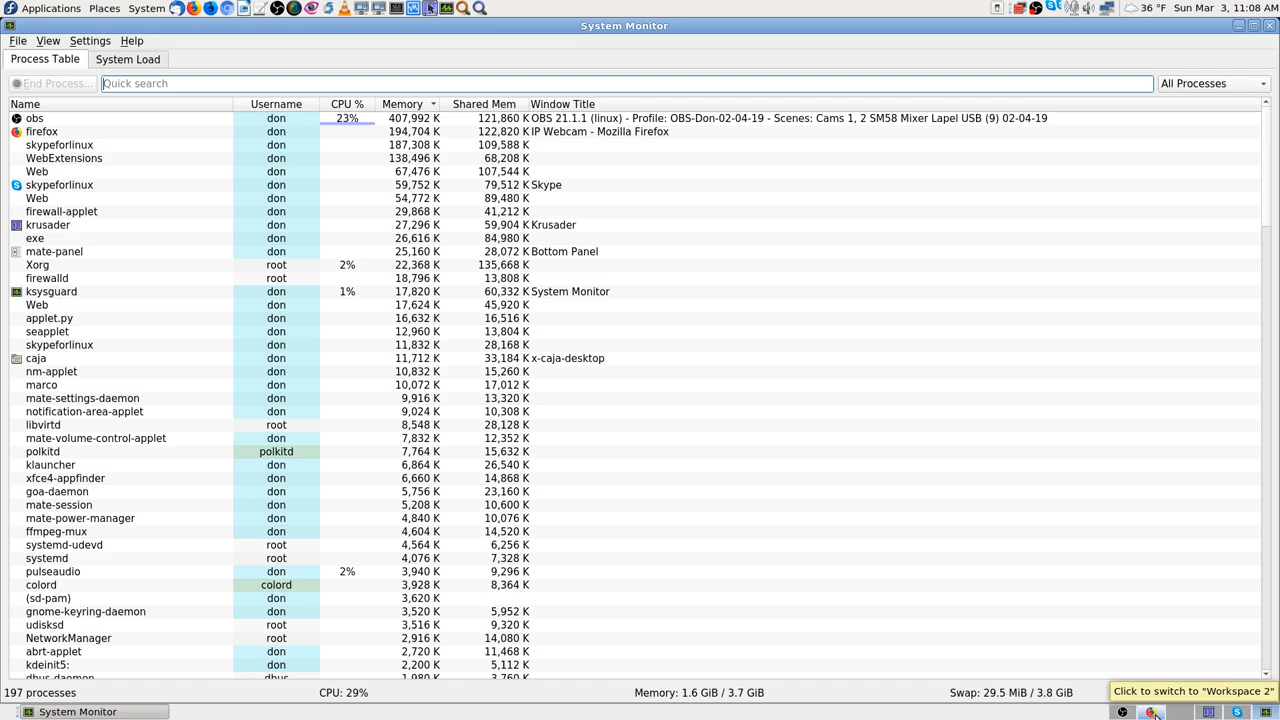 Applications Places System 36 °F Sun Mar 3, 11:08 AM
System Monitor
File View Settings Help
Process Table System Load
End Process... Quick search All Processes
Name Username CPU % Memory Shared Mem Window Title
obs don 23% 407,992 K 121,860 K OBS 21.1.1 (linux) - Profile: OBS-Don-02-04-19 - Scenes: Cams 1, 2 SM58 Mixer Lapel USB (9) 02-04-19
firefox don 194,704 K 122,820 K IP Webcam - Mozilla Firefox
skypeforlinux don 187,308 K 109,588 K
WebExtensions don 138,496 K 68,208 K
Web don 67,476 K 107,544 K
skypeforlinux don 59,752 K 79,512 K Skype
Web don 54,772 K 89,480 K
firewall-applet don 29,868 K 41,212 K
krusader don 27,296 K 59,904 K Krusader
exe don 26,616 K 84,980 K
mate-panel don 25,160 K 28,072 K Bottom Panel
Xorg root 2% 22,368 K 135,668 K
firewalld root 18,796 K 13,808 K
ksysguard don 1% 17,820 K 60,332 K System Monitor
Web don 17,624 K 45,920 K
applet.py don 16,632 K 16,516 K
seapplet don 12,960 K 13,804 K
skypeforlinux don 11,832 K 28,168 K
caja don 11,712 K 33,184 K x-caja-desktop
nm-applet don 10,832 K 15,260 K
marco don 10,072 K 17,012 K
mate-settings-daemon don 9,916 K 13,320 K
notification-area-applet don 9,024 K 10,308 K
libvirtd root 8,548 K 28,128 K
mate-volume-control-applet don 7,832 K 12,352 K
polkitd polkitd 7,764 K 15,632 K
klauncher don 6,864 K 26,540 K
xfce4-appfinder don 6,660 K 14,868 K
goa-daemon don 5,756 K 23,160 K
mate-session don 5,208 K 10,600 K
mate-power-manager don 4,840 K 10,076 K
ffmpeg-mux don 4,604 K 14,520 K
systemd-udevd root 4,564 K 6,256 K
systemd root 4,076 K 7,328 K
pulseaudio don 2% 3,940 K 9,296 K
colord colord 3,928 K 8,364 K
(sd-pam) don 3,620 K
gnome-keyring-daemon don 3,520 K 5,952 K
udisksd root 3,516 K 9,320 K
NetworkManager root 2,916 K 14,080 K
abrt-applet don 2,720 K 11,468 K
kdeinit5: don 2,200 K 5,112 K
dbus-daemon dbus 1,980 K 3,760 K
197 processes CPU: 29% Memory: 1.6 GiB / 3.7 GiB Swap: 29.5 MiB / 3.8 GiB Click to switch to "Workspace 2"
System Monitor